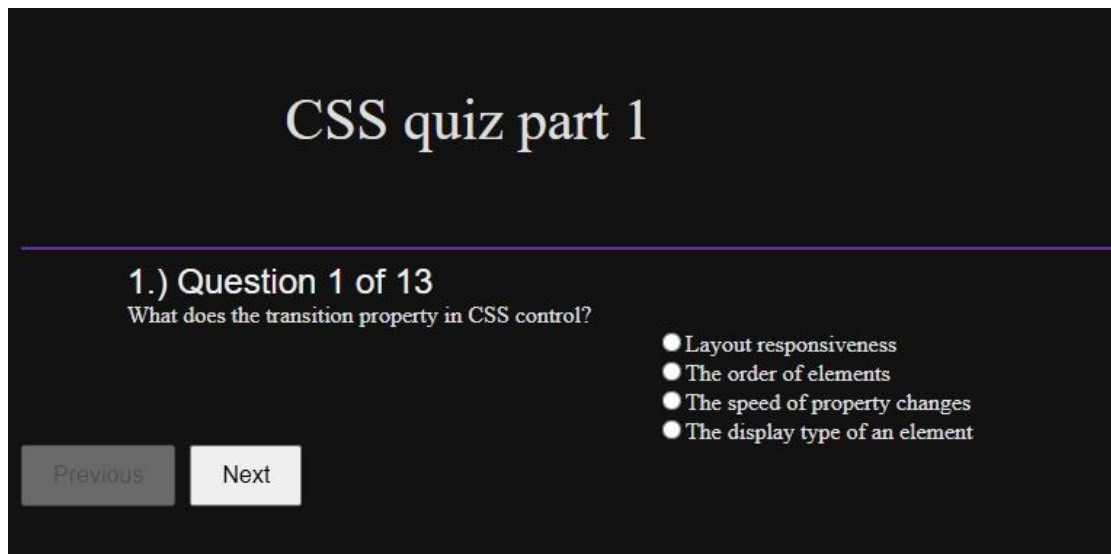 CSS quiz part 1
1.) Question 1 of 13
What does the transition property in CSS control?
Layout responsiveness
The order of elements
The speed of property changes
The display type of an element
Previous
Next